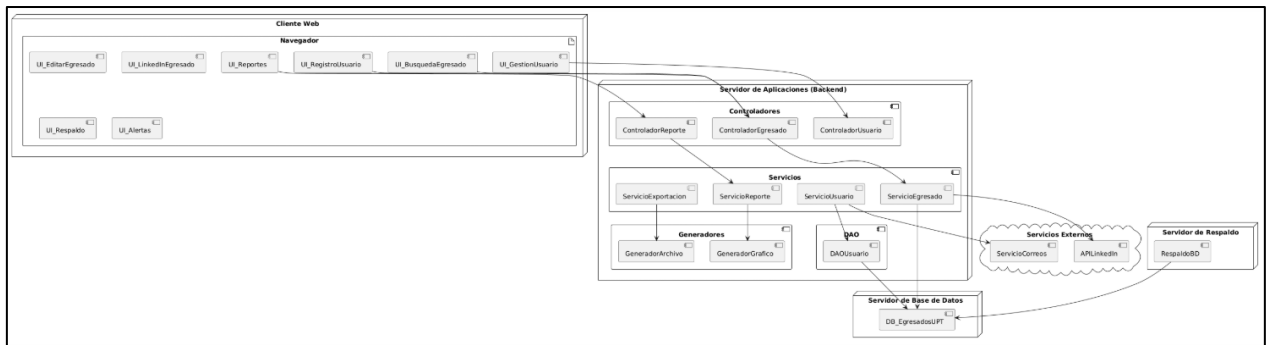 Cliente Web
Navegador
UI_EditarEgresado
UI_LinkedInEgresado
UI_Reportes
UI_RegistroUsuario
UI_BusquedaEgresado
UI_GestionUsuario
UI_Respaldo
UI_Alertas
Servidor de Aplicaciones (Backend)
Controladores
ControladorReporte
ControladorEgresado
ControladorUsuario
Servicios
ServicioExportacion
ServicioReporte
ServicioUsuario
ServicioEgresado
Generadores
GeneradorArchivo
GeneradorGrafico
DAO
DAOUsuario
Servicios Externos
ServicioCorreos
APILinkedIn
Servidor de Respaldo
RespaldoBD
Servidor de Base de Datos
DB_EgresadosUPT